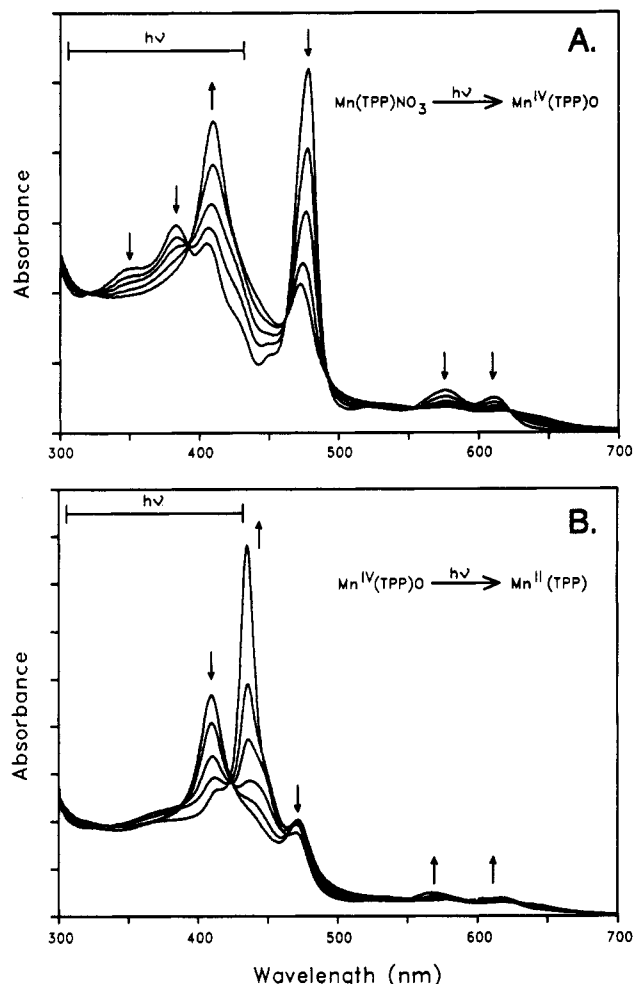 hν
A.
Mn(TPP)NO₃ hν→ Mnᴵⱽ(TPP)O
Absorbance
300 400 500 600 700
hν
B.
Mnᴵⱽ(TPP)O hν→ Mnᴵᴵ(TPP)
Absorbance
300 400 500 600 700
Wavelength (nm)